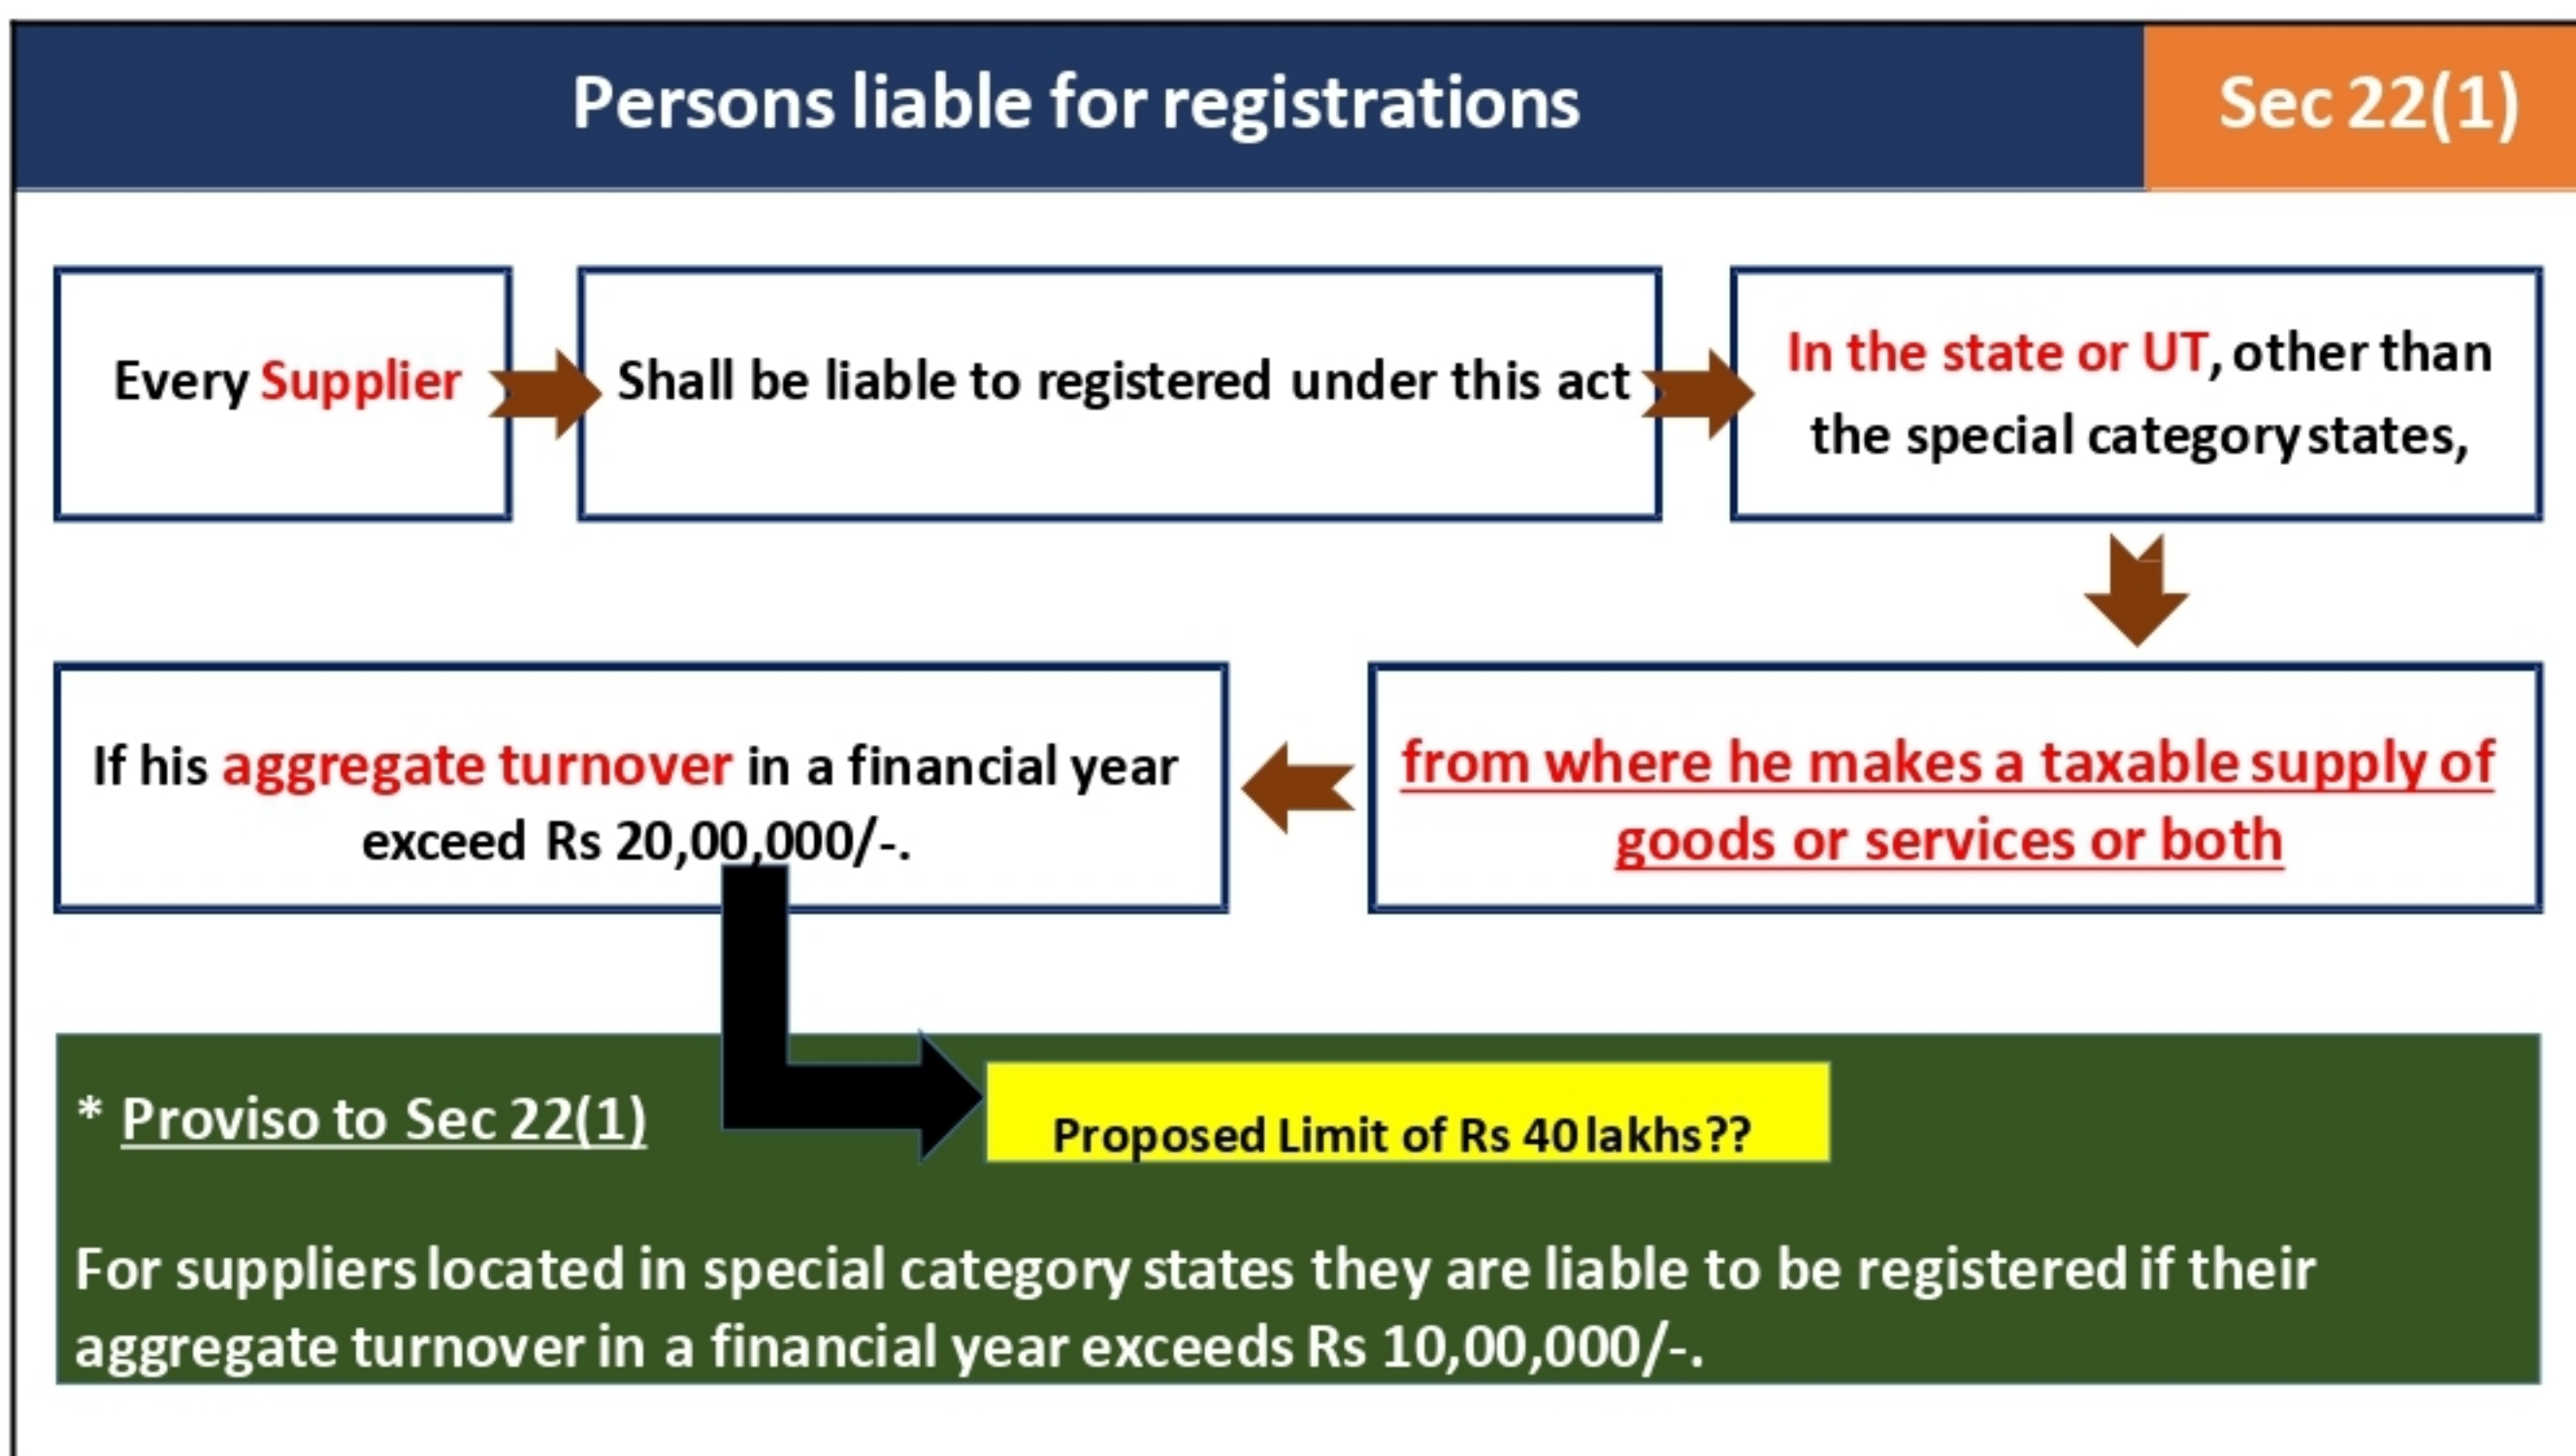 Persons liable for registrations
Sec 22(1)
Every Supplier
Shall be liable to registered under this act
In the state or UT, other than
the special category states,
from where he makes a taxable supply of
goods or services or both
If his aggregate turnover in a financial year
exceed Rs 20,00,000/-.
* Proviso to Sec 22(1)
Proposed Limit of Rs 40 lakhs??
For suppliers located in special category states they are liable to be registered if their
aggregate turnover in a financial year exceeds Rs 10,00,000/-.